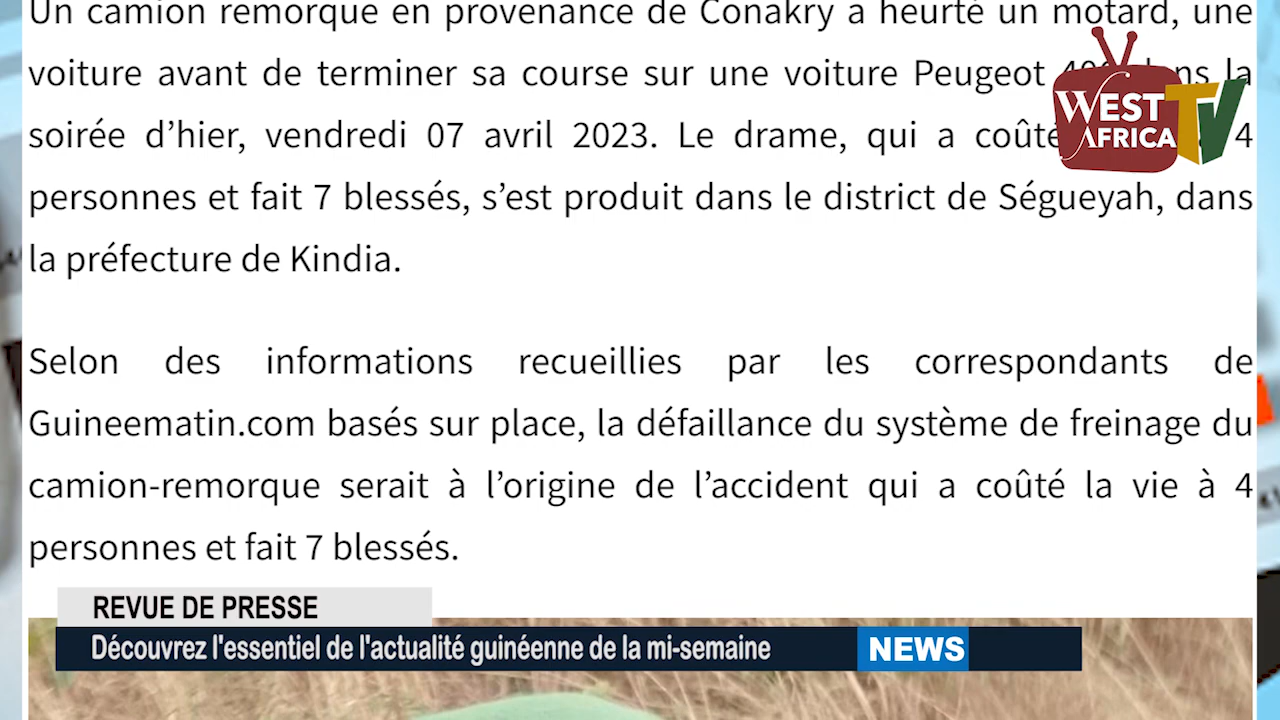 Un camion remorque en provenance de Conakry a heurté un motard, une
voiture avant de terminer sa course sur une voiture Peugeot dans la
soirée d’hier, vendredi 07 avril 2023. Le drame, qui a coûté 4
personnes et fait 7 blessés, s’est produit dans le district de Ségueyah, dans
la préfecture de Kindia.
Selon des informations recueillies par les correspondants de
Guineematin.com basés sur place, la défaillance du système de freinage du
camion-remorque serait à l’origine de l’accident qui a coûté la vie à 4
personnes et fait 7 blessés.
WEST
AFRICA
TV
REVUE DE PRESSE
Découvrez l'essentiel de l'actualité guinéenne de la mi-semaine
NEWS